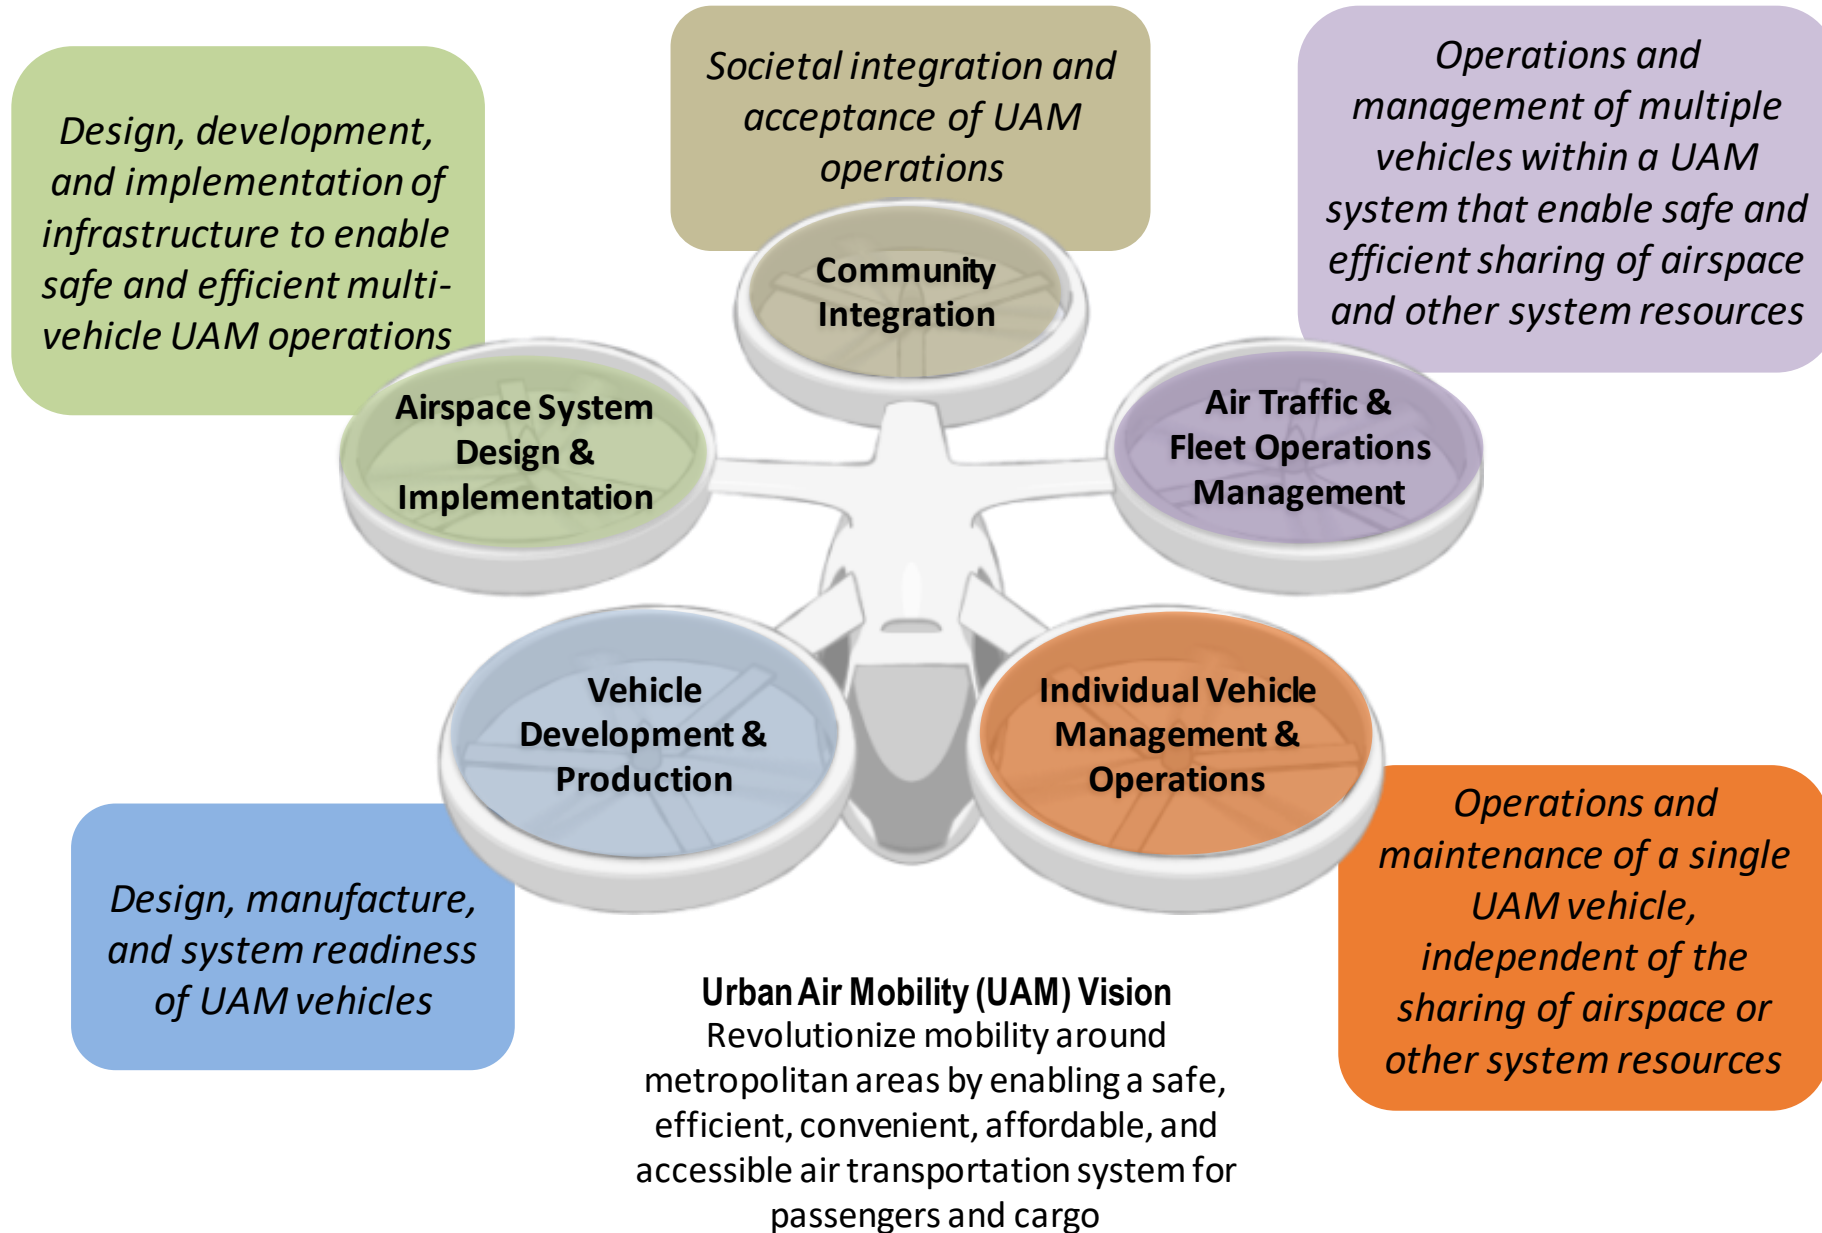 Design, development,
and implementation of
infrastructure to enable
safe and efficient multi-
vehicle UAM operations
Societal integration and
acceptance of UAM
operations
Operations and
management of multiple
vehicles within a UAM
system that enable safe and
efficient sharing of airspace
and other system resources
Community
Integration
Airspace System
Design &
Implementation
Air Traffic &
Fleet Operations
Management
Vehicle
Development &
Production
Individual Vehicle
Management &
Operations
Design, manufacture,
and system readiness
of UAM vehicles
Operations and
maintenance of a single
UAM vehicle,
independent of the
sharing of airspace or
other system resources
Urban Air Mobility (UAM) Vision
Revolutionize mobility around
metropolitan areas by enabling a safe,
efficient, convenient, affordable, and
accessible air transportation system for
passengers and cargo